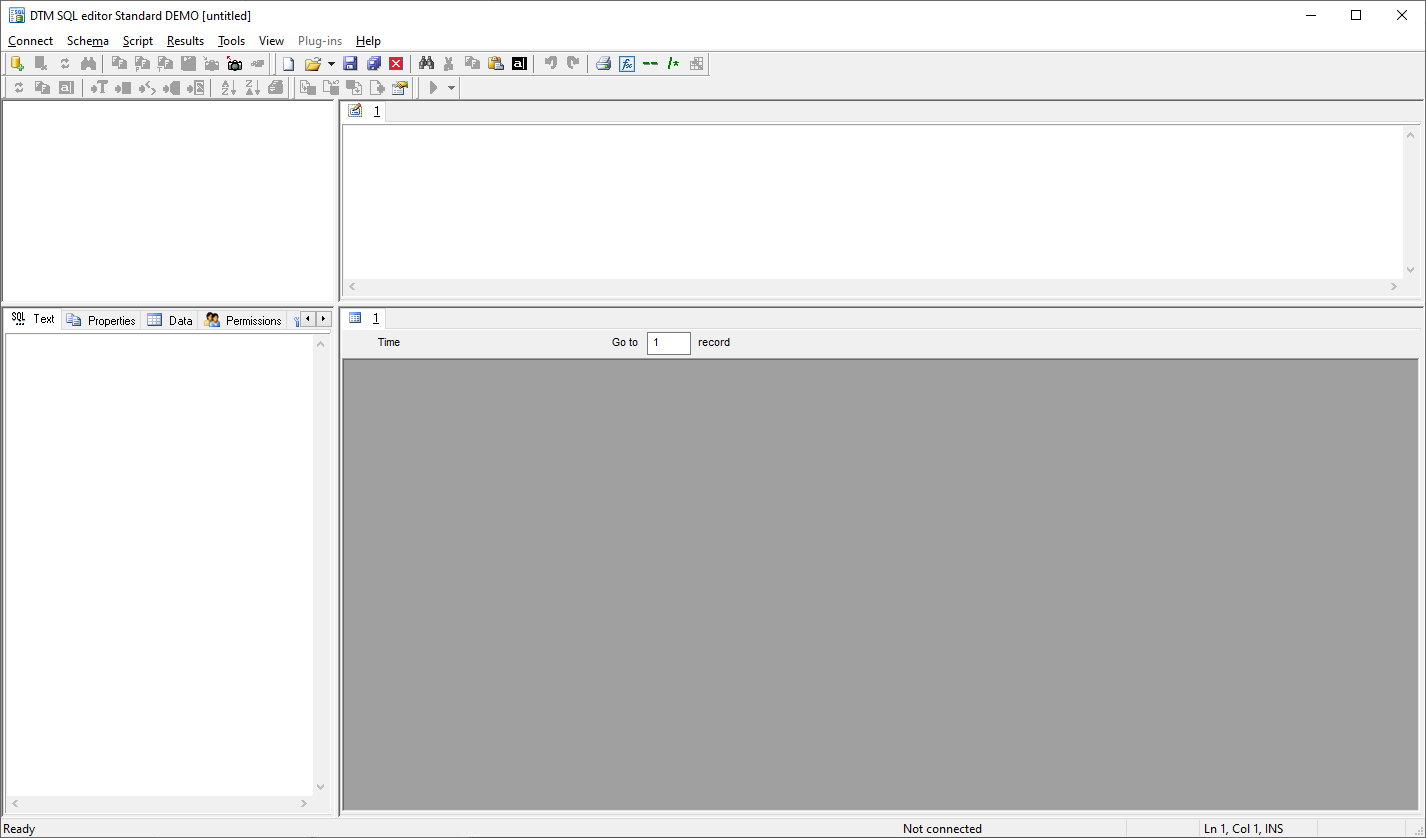 DTM SQL editor Standard DEMO [untitled]
Connect Schema Script Results Tools View Plug-ins Help
1
SQL Text Properties Data Permissions
1
Time Go to 1 record
Ready Not connected Ln 1, Col 1, INS